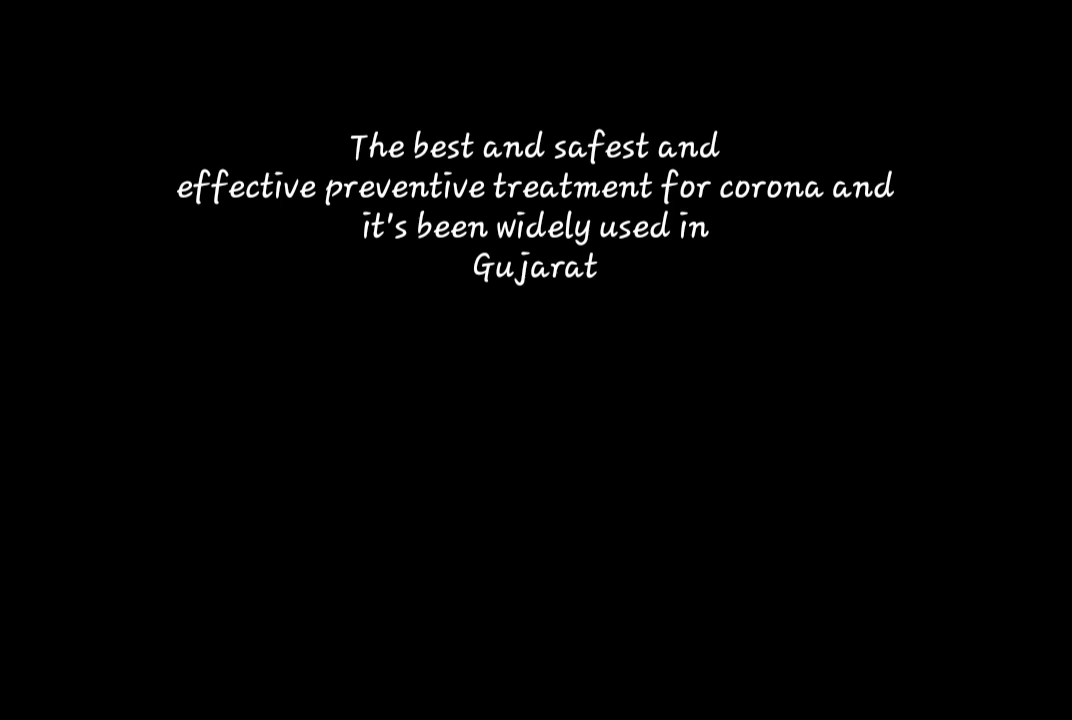 The best and safest and
effective preventive treatment for corona and
it's been widely used in
Gujarat